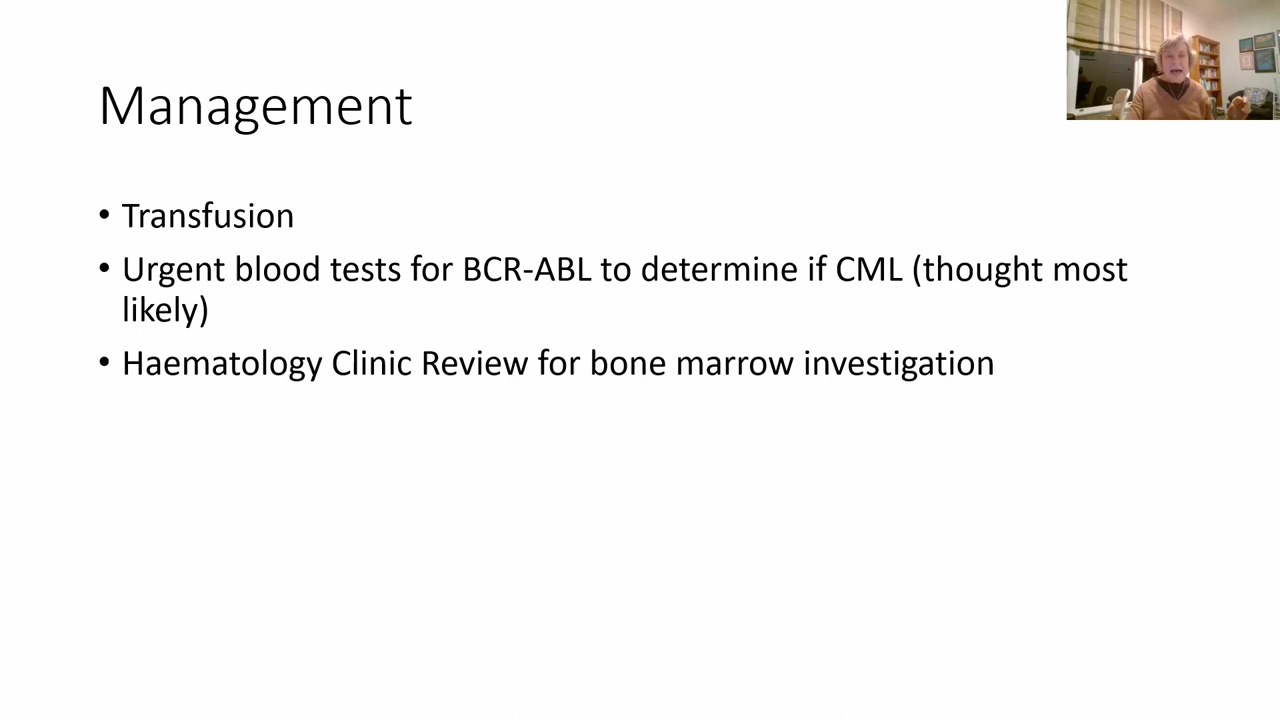 Management
• Transfusion
• Urgent blood tests for BCR-ABL to determine if CML (thought most
likely)
• Haematology Clinic Review for bone marrow investigation